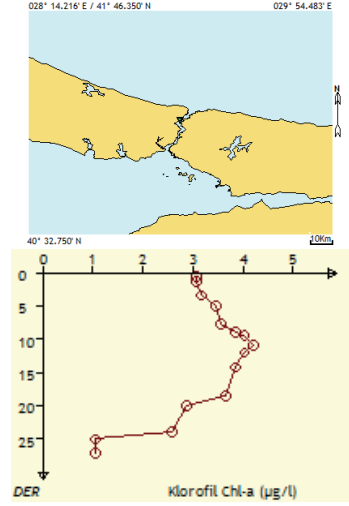 028° 14.216' E / 41° 46.350' N 029° 54.483' E
N
40° 32.750' N 10Km
0 1 2 3 4 5
0
5
10
15
20
25
DER Klorofil Chl-a (µg/l)